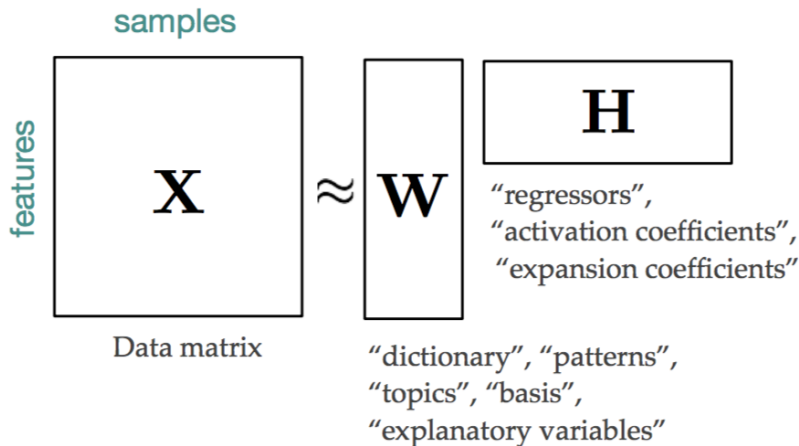 samples
features
X
≈
W
H
“regressors”,
“activation coefficients”,
“expansion coefficients”
Data matrix
“dictionary”, “patterns”,
“topics”, “basis”,
“explanatory variables”